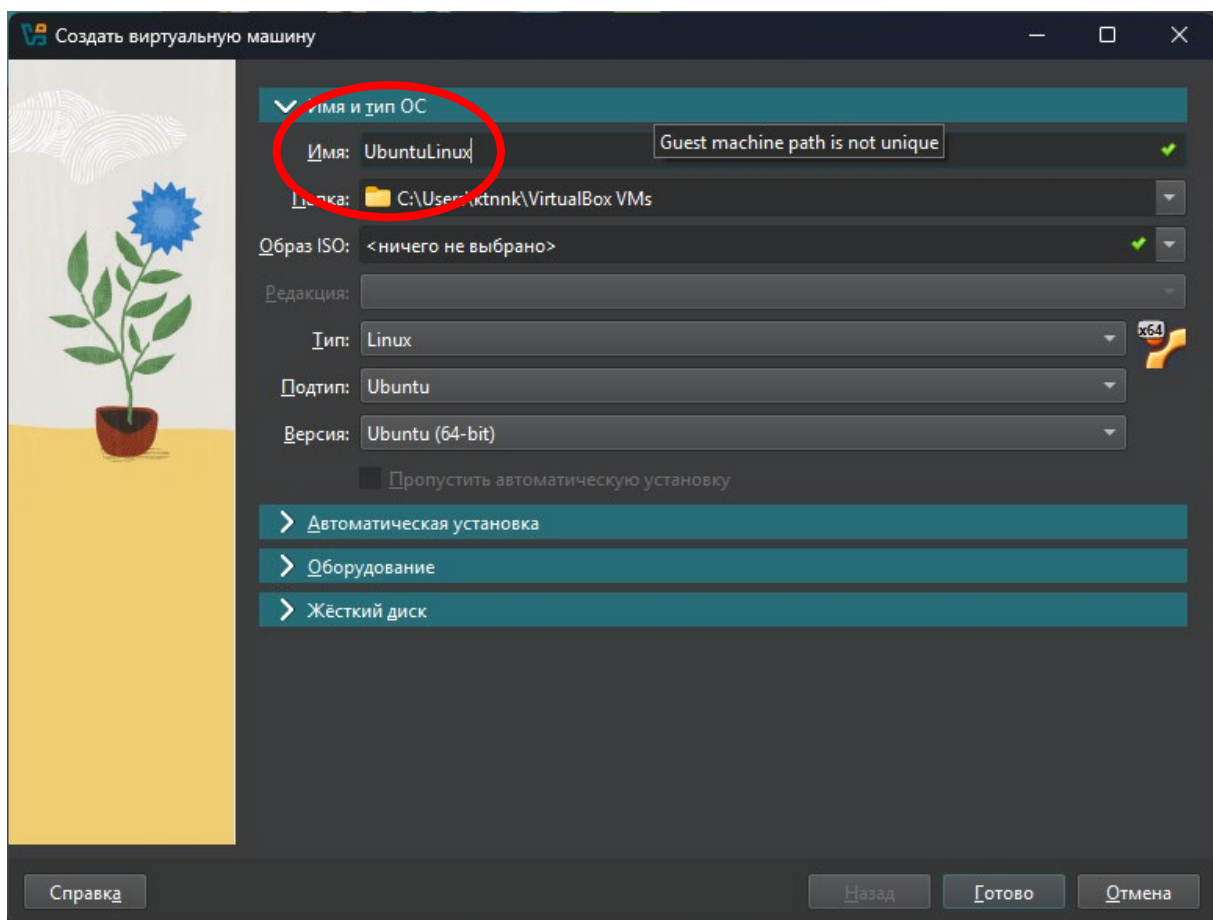 Создать виртуальную машину
Имя и тип ОС
Имя: UbuntuLinux
Guest machine path is not unique
Папка: C:\Users\ktnnk\VirtualBox VMs
Образ ISO: <ничего не выбрано>
Редакция:
Тип: Linux
x64
Подтип: Ubuntu
Версия: Ubuntu (64-bit)
Пропустить автоматическую установку
Автоматическая установка
Оборудование
Жёсткий диск
Справка Назад Готово Отмена